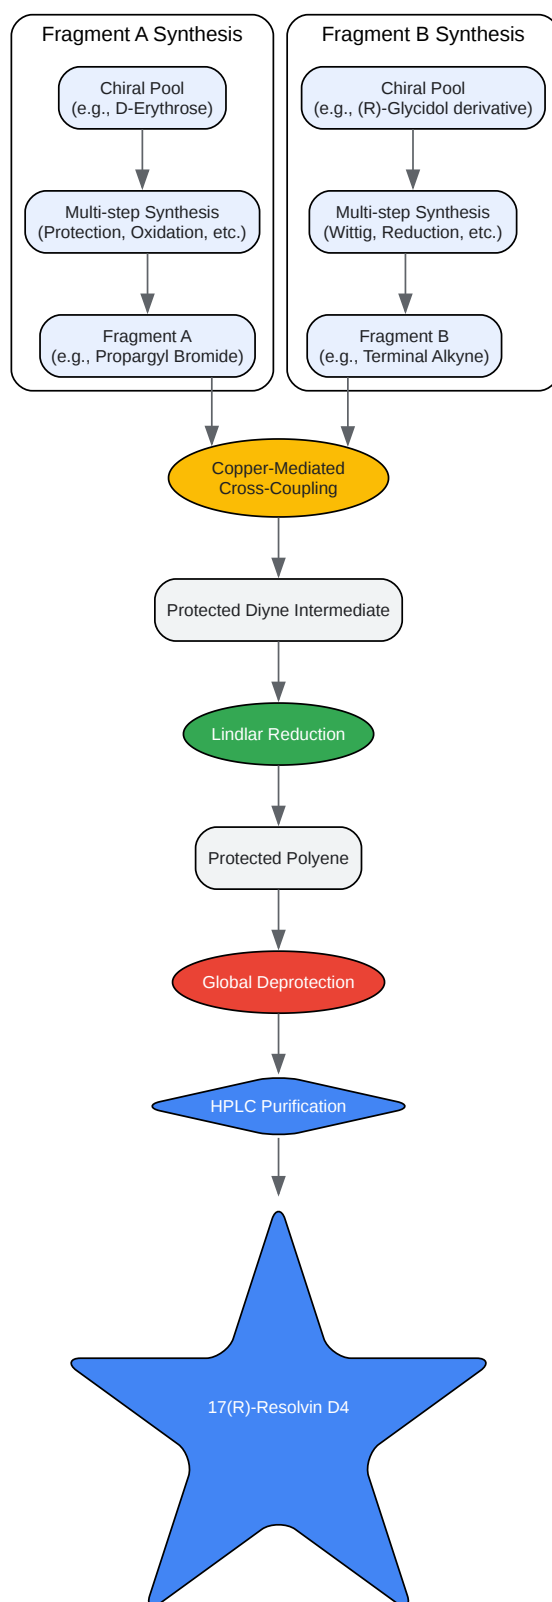 Fragment A Synthesis
Chiral Pool
(e.g., D-Erythrose)
Multi-step Synthesis
(Protection, Oxidation, etc.)
Fragment A
(e.g., Propargyl Bromide)
Fragment B Synthesis
Chiral Pool
(e.g., (R)-Glycidol derivative)
Multi-step Synthesis
(Wittig, Reduction, etc.)
Fragment B
(e.g., Terminal Alkyne)
Copper-Mediated
Cross-Coupling
Protected Diyne Intermediate
Lindlar Reduction
Protected Polyene
Global Deprotection
HPLC Purification
17(R)-Resolvin D4